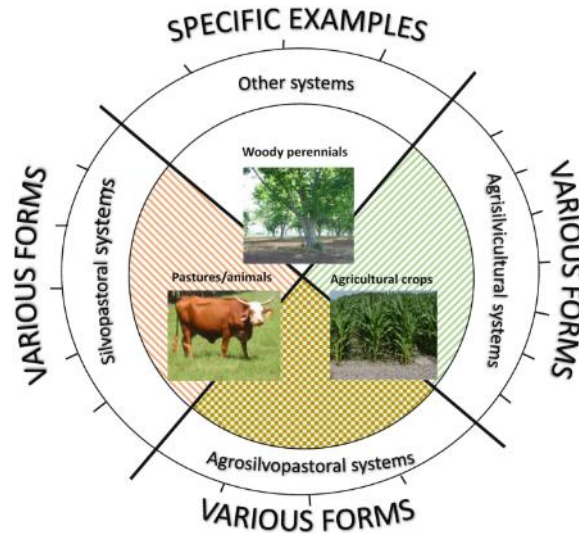 SPECIFIC EXAMPLES
Other systems
Woody perennials
VARIOUS FORMS
Silvopastoral systems
Pastures/animals
Agricultural crops
Agrisilvicultural systems
VARIOUS FORMS
Agrosilvopastoral systems
VARIOUS FORMS